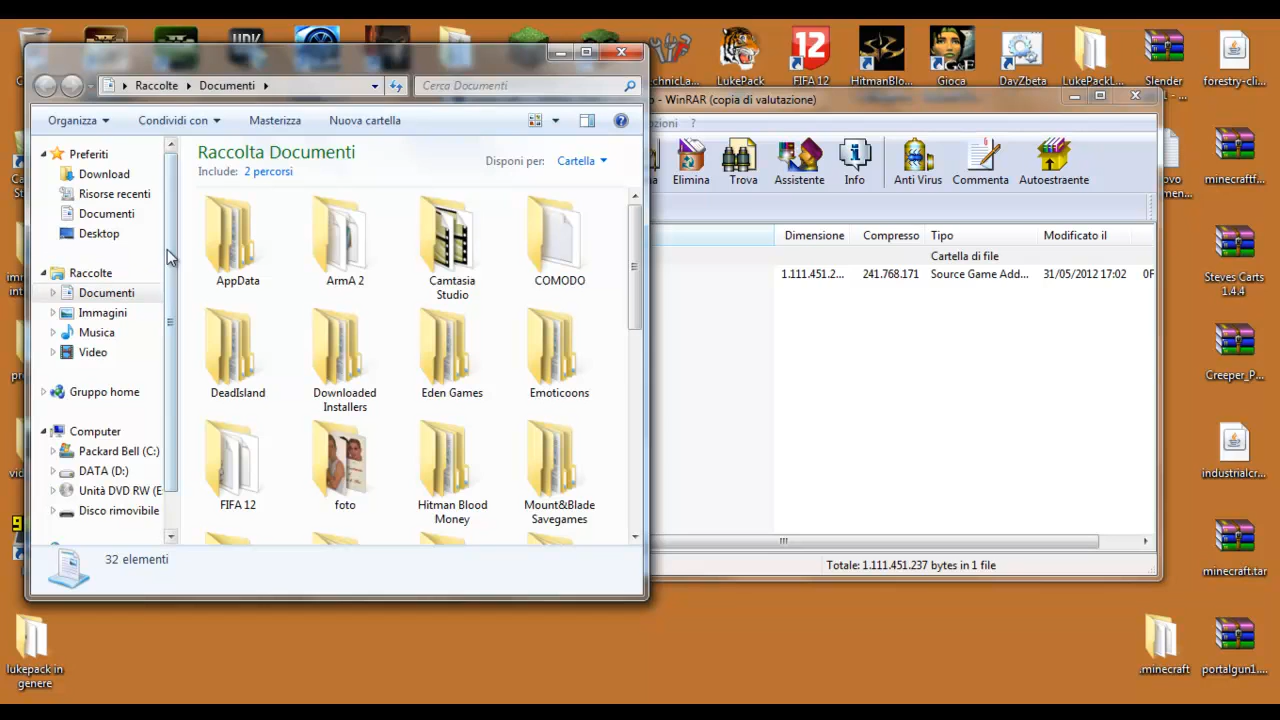 UDK
LukePack
FIFA 12
HitmanBlo...
Gioca
DayZbeta
LukePackL...
Slender
forestry-cli...
Raccolte
Documenti
Cerca Documenti
- WinRAR (copia di valutazione)
Organizza
Condividi con
Masterizza
Nuova cartella
?
Elimina
Trova
Assistente
Info
Anti Virus
Commenta
Autoestraente
Preferiti
Download
Risorse recenti
Documenti
Desktop
Raccolte
Documenti
Immagini
Musica
Video
Gruppo home
Computer
Packard Bell (C:)
DATA (D:)
Unità DVD RW (E
Disco rimovibile
Raccolta Documenti
Include: 2 percorsi
Disponi per:
Cartella
AppData
ArmA 2
Camtasia
Studio
COMODO
DeadIsland
Downloaded
Installers
Eden Games
Emoticoons
FIFA 12
foto
Hitman Blood
Money
Mount&Blade
Savegames
32 elementi
Dimensione
Compresso
Tipo
Modificato il
Cartella di file
1.111.451.2...
241.768.171
Source Game Add...
31/05/2012 17:02
0F
Totale: 1.111.451.237 bytes in 1 file
minecraftf...
Steves Carts
1.4.4
Creeper_P...
industrialcr...
minecraft.tar
.minecraft
portalgun1....
lukepack in
genere